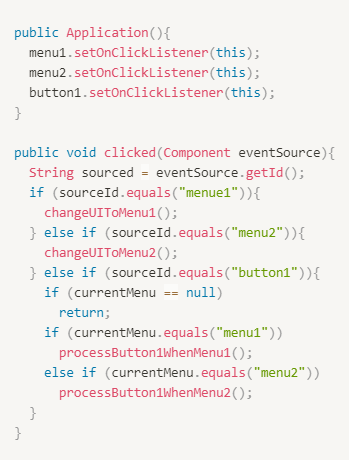 public Application(){
  menu1.setOnClickListener(this);
  menu2.setOnClickListener(this);
  button1.setOnClickListener(this);
}

public void clicked(Component eventSource){
  String sourced = eventSource.getId();
  if (sourceId.equals("menue1")){
    changeUIToMenu1();
  } else if (sourceId.equals("menu2")){
    changeUIToMenu2();
  } else if (sourceId.equals("button1")){
    if (currentMenu == null)
      return;
    if (currentMenu.equals("menu1"))
      processButton1WhenMenu1();
    else if (currentMenu.equals("menu2"))
      processButton1WhenMenu2();
  }
}